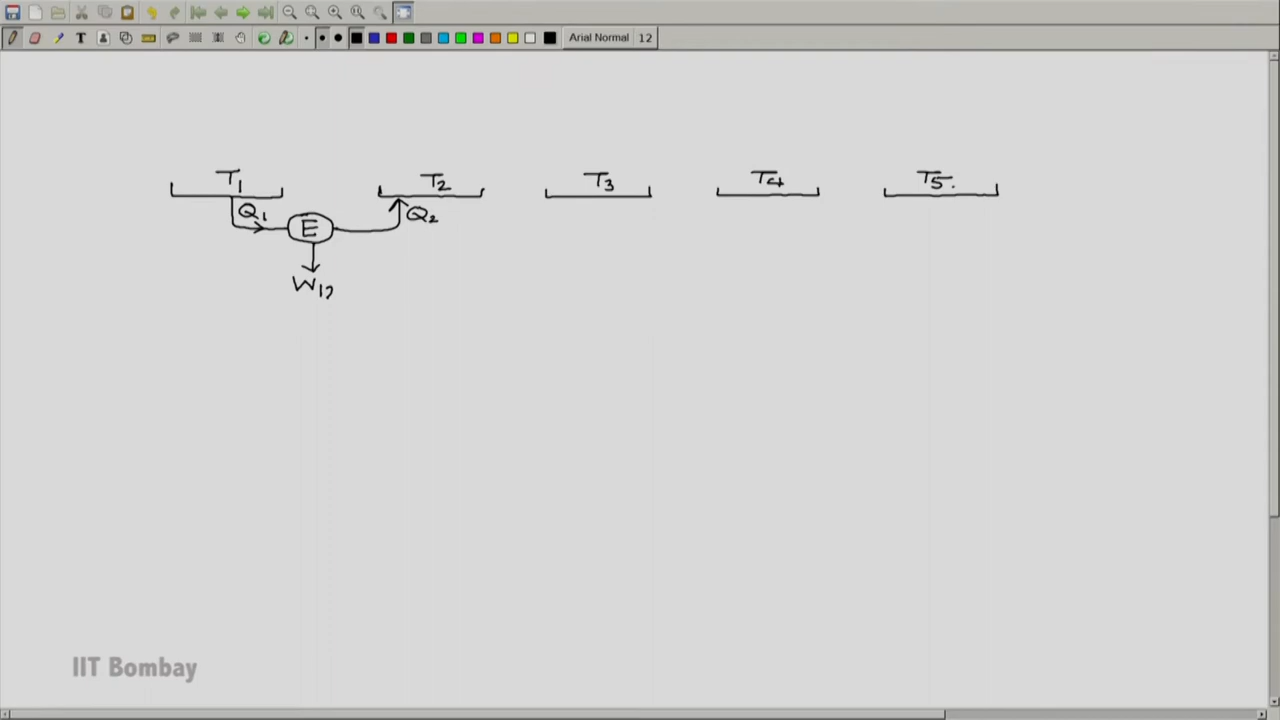 Arial Normal 12
T1 T2 T3 T4 T5.
Q1 E Q2
W12
IIT Bombay